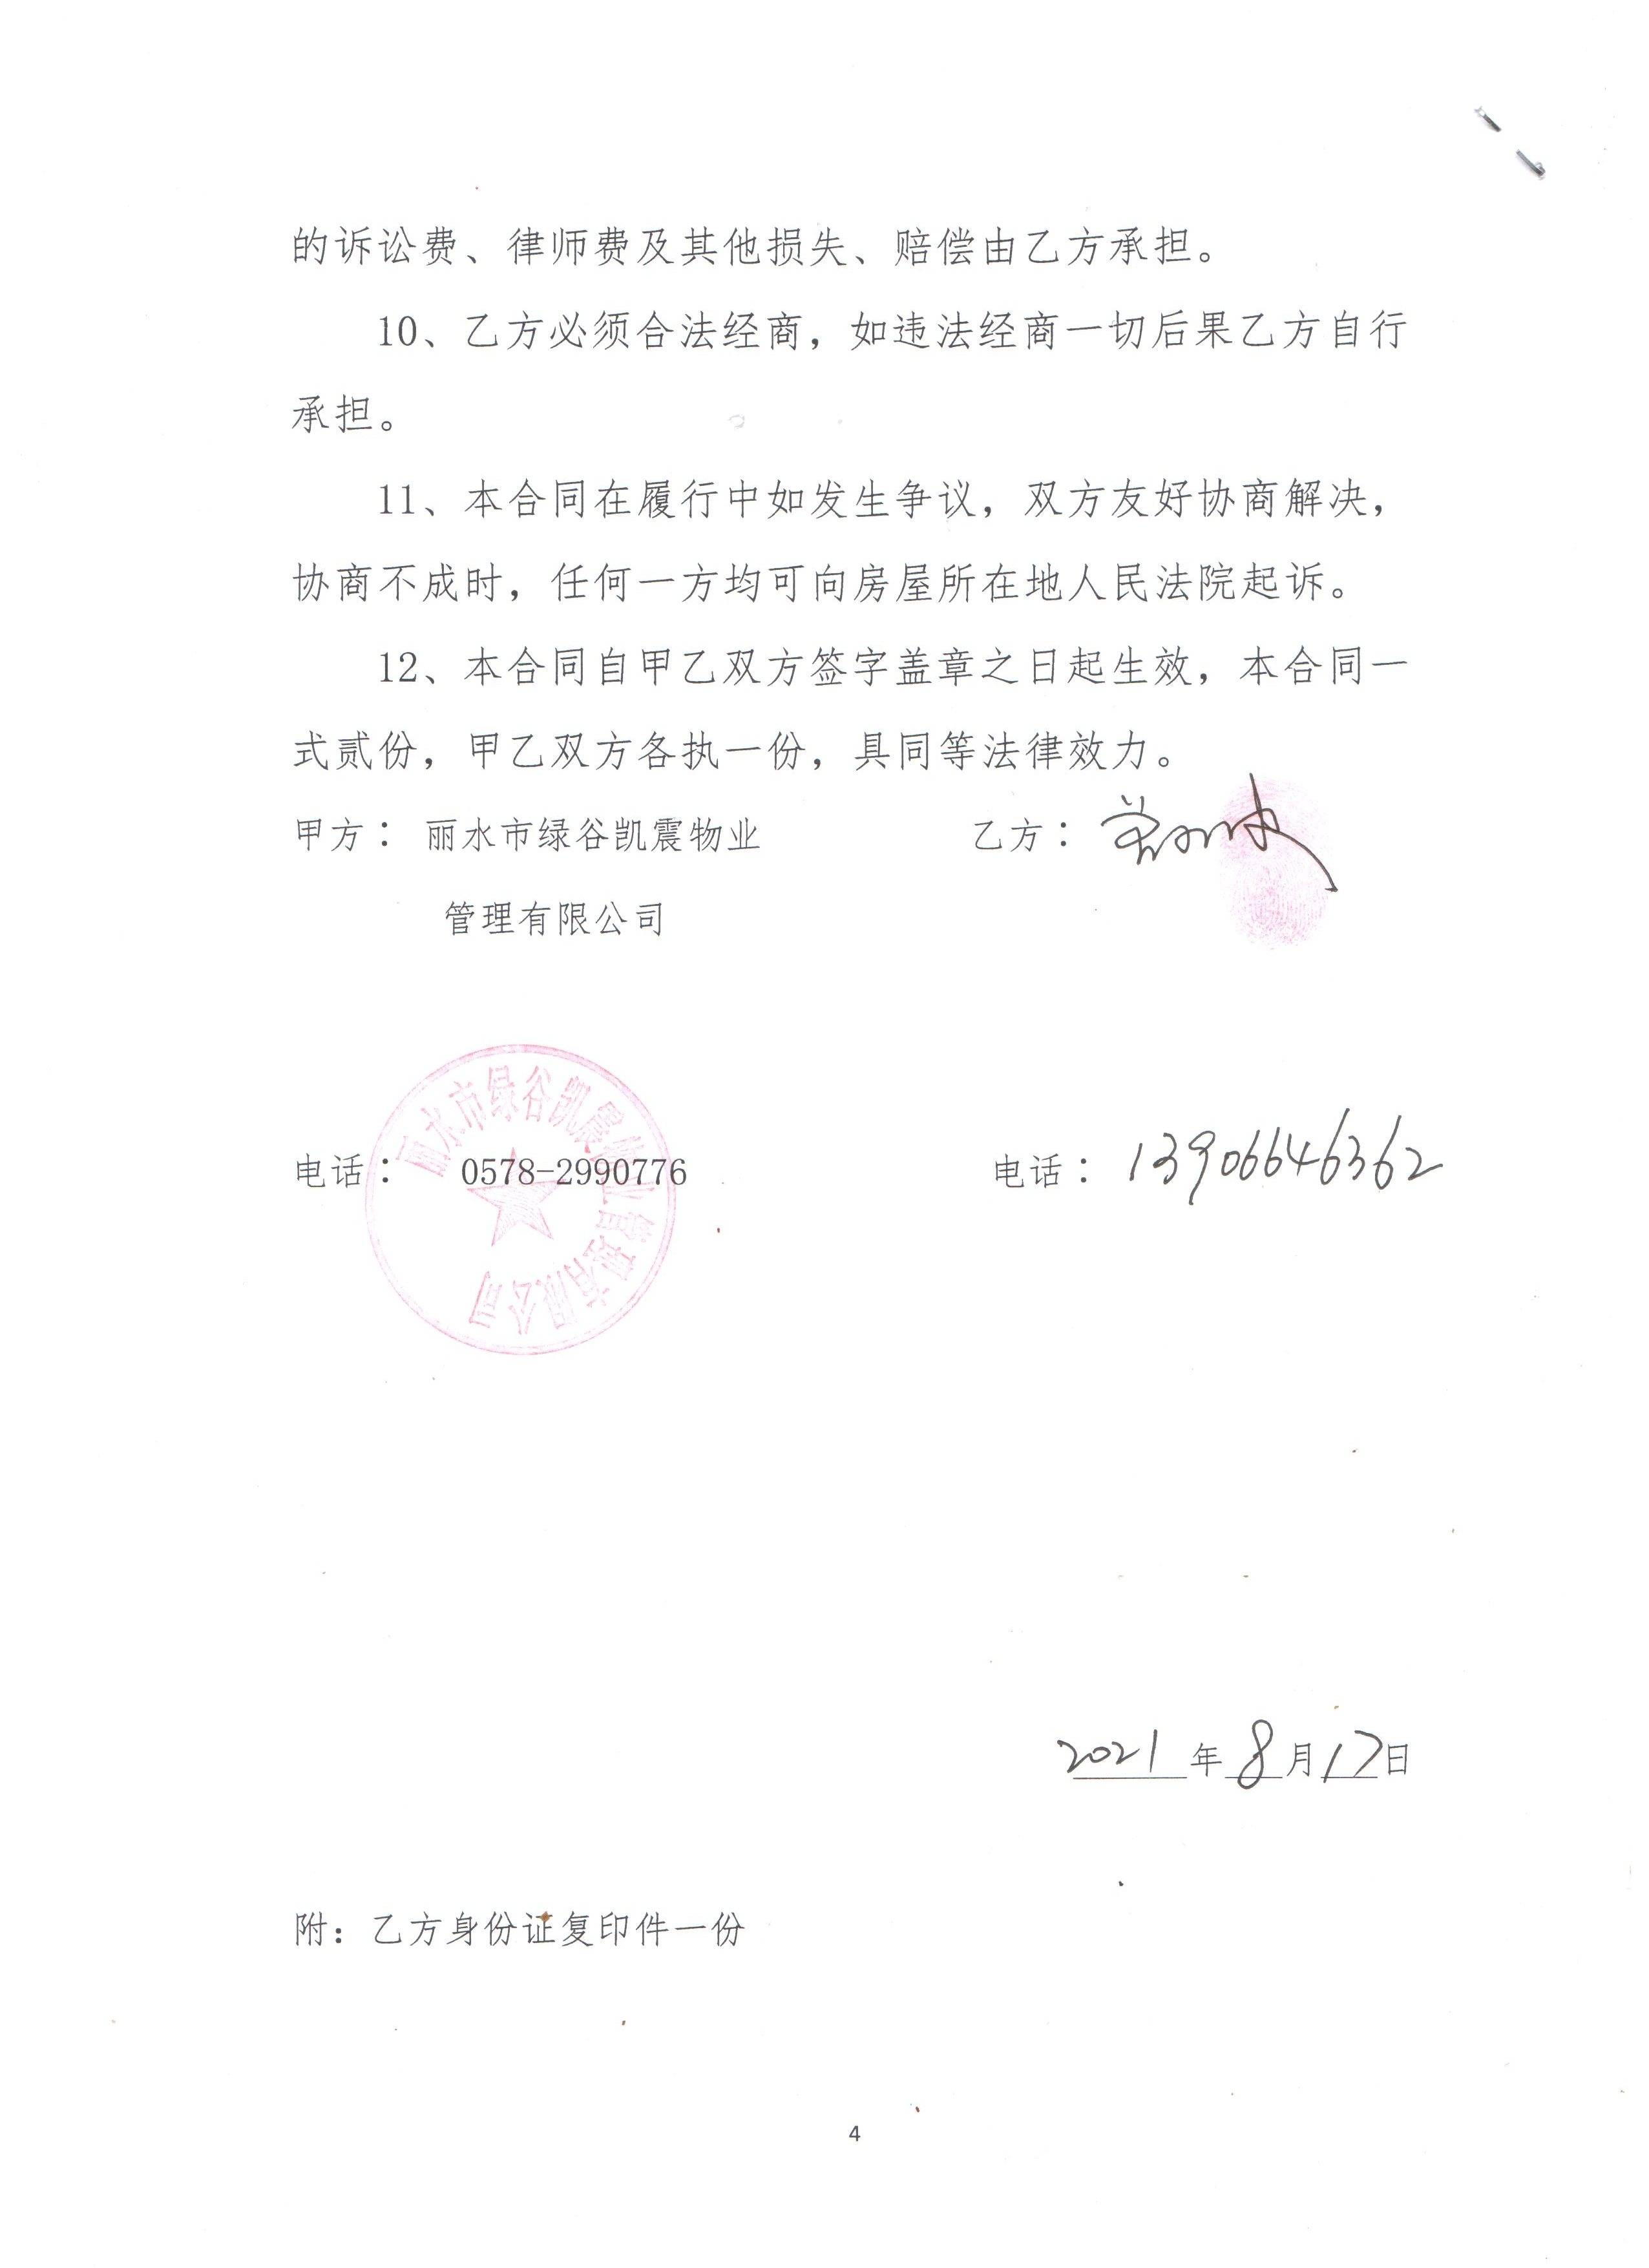 的诉讼费、律师费及其他损失、赔偿由乙方承担。
10、乙方必须合法经商，如违法经商一切后果乙方自行
承担。
11、本合同在履行中如发生争议，双方友好协商解决，
协商不成时，任何一方均可向房屋所在地人民法院起诉。
12、本合同自甲乙双方签字盖章之日起生效，本合同一
式贰份，甲乙双方各执一份，具同等法律效力。
甲方： 丽水市绿谷凯震物业 乙方：
管理有限公司
丽水市绿谷凯震物业管理有限公司
电话： 0578-2990776 电话：13906646362
2021年8月17日
附：乙方身份证复印件一份
4